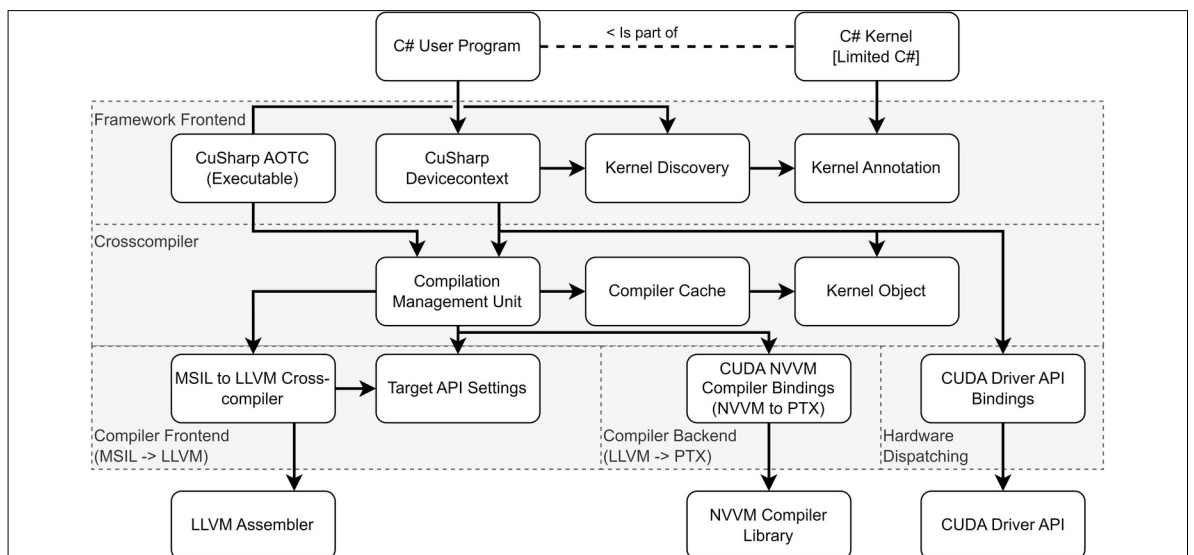 C# User Program
< Is part of
C# Kernel
[Limited C#]
Framework Frontend
CuSharp AOTC
(Executable)
CuSharp
Devicecontext
Kernel Discovery
Kernel Annotation
Crosscompiler
Compilation
Management Unit
Compiler Cache
Kernel Object
MSIL to LLVM Cross-
compiler
Target API Settings
CUDA NVVM
Compiler Bindings
(NVVM to PTX)
CUDA Driver API
Bindings
Compiler Frontend
(MSIL -> LLVM)
Compiler Backend
(LLVM -> PTX)
Hardware
Dispatching
LLVM Assembler
NVVM Compiler
Library
CUDA Driver API